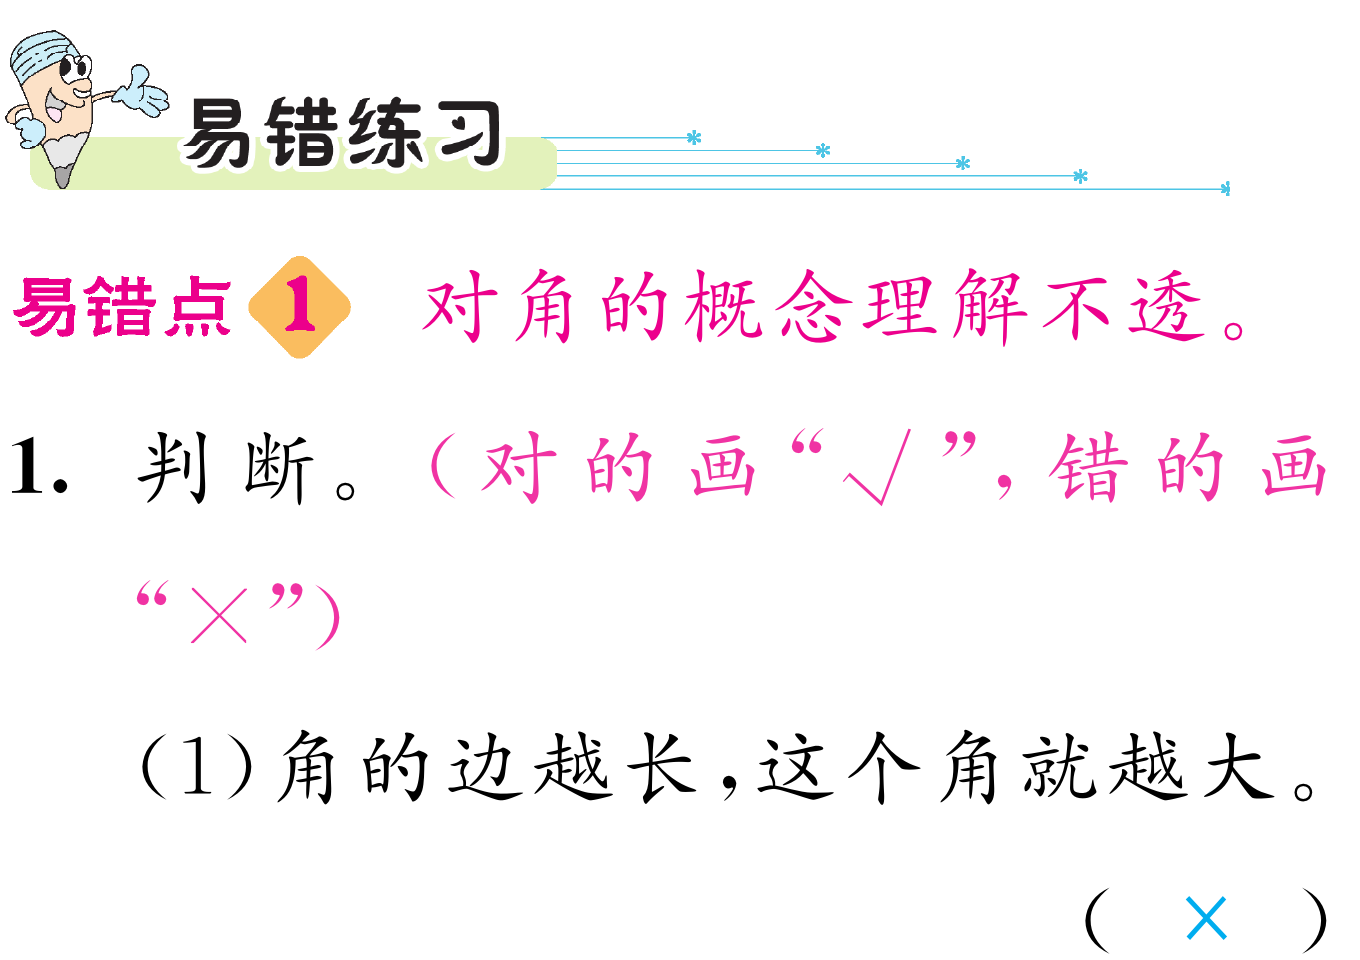 易错练习
易错点1 对角的概念理解不透。
1. 判断。(对的画“√”,错的画
“×”)
(1)角的边越长,这个角就越大。
( × )